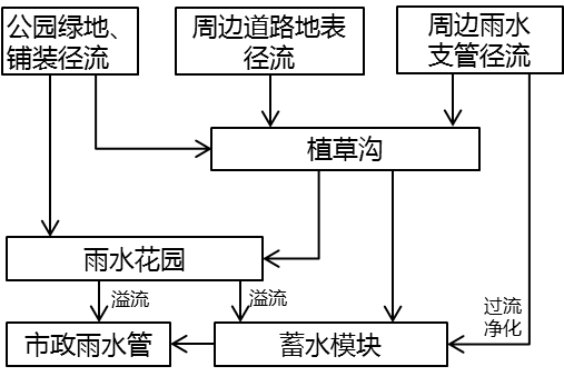 公园绿地、
铺装径流
周边道路地表
径流
周边雨水
支管径流
植草沟
雨水花园
溢流
溢流
过流
净化
市政雨水管
蓄水模块